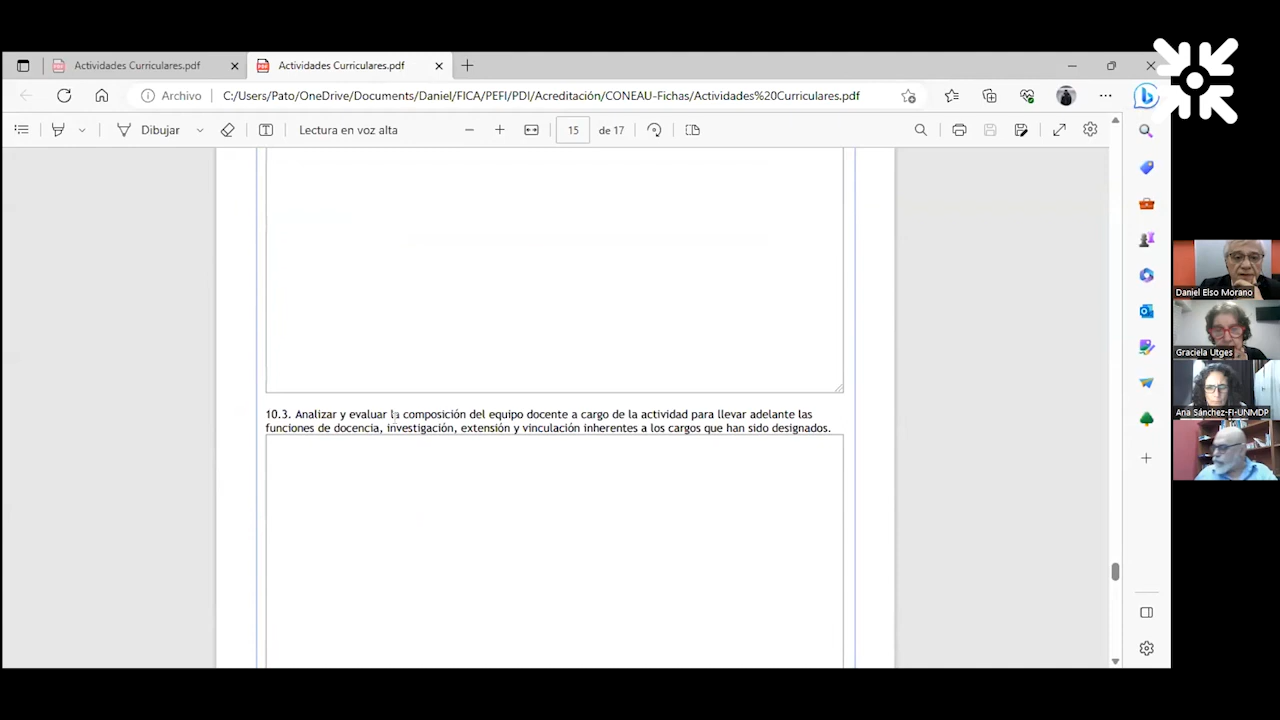 Actividades Curriculares.pdf
Actividades Curriculares.pdf
Archivo
C:/Users/Pato/OneDrive/Documents/Daniel/FICA/PEFI/PDI/Acreditación/CONEAU-Fichas/Actividades%20Curriculares.pdf
Dibujar
Lectura en voz alta
15
de 17
10.3. Analizar y evaluar la composición del equipo docente a cargo de la actividad para llevar adelante las
funciones de docencia, investigación, extensión y vinculación inherentes a los cargos que han sido designados.
Daniel Elso Morano
Graciela Utges
Ana Sánchez-FI-UNMDP